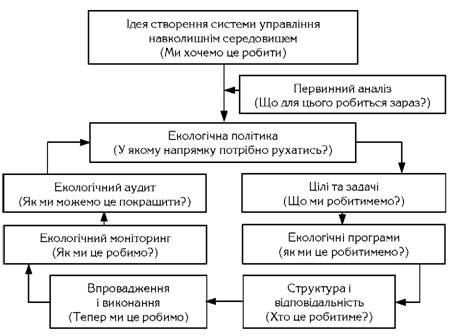 Ідея створення системи управління
навколишнім середовищем
(Ми хочемо це робити)
Первинний аналіз
(Що для цього робиться зараз?)
Екологічна політика
(У якому напрямку потрібно рухатись?)
Екологічний аудит
(Як ми можемо це покращити?)
Цілі та задачі
(Що ми робитимемо?)
Екологічний моніторинг
(Як ми це робимо?)
Екологічні програми
(як ми це робитимемо?)
Впровадження
і виконання
(Тепер ми це робимо)
Структура і
відповідальність
(Хто це робитиме?)